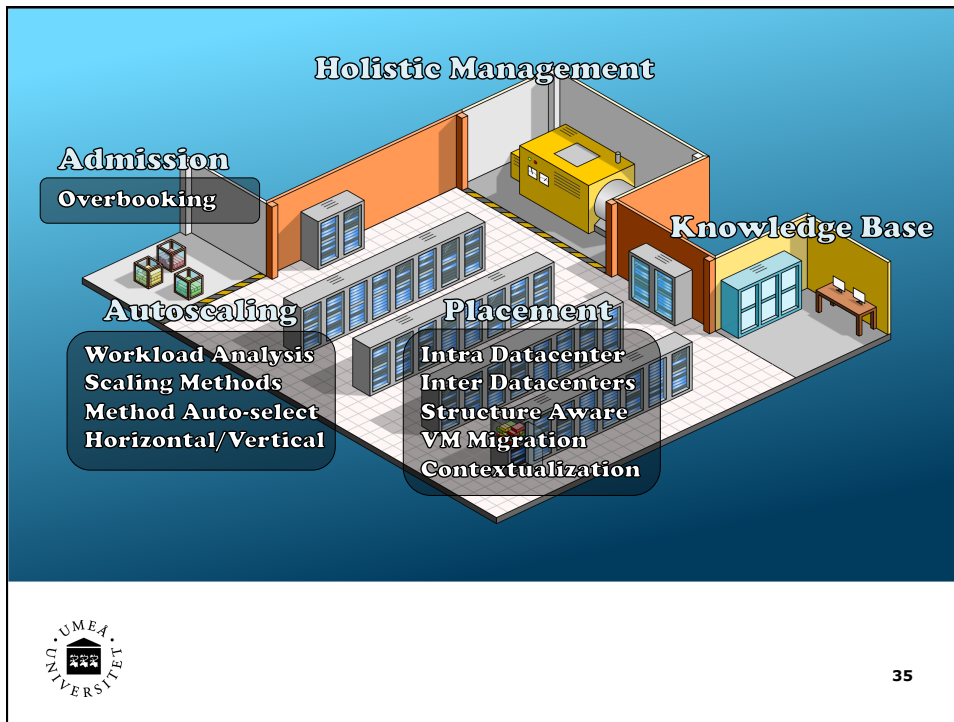 Holistic Management
Admission
Overbooking
Knowledge Base
Autoscaling
Workload Analysis
Scaling Methods
Method Auto-select
Horizontal/Vertical
Placement
Intra Datacenter
Inter Datacenters
Structure Aware
VM Migration
Contextualization
UMEÅ UNIVERSITET
35